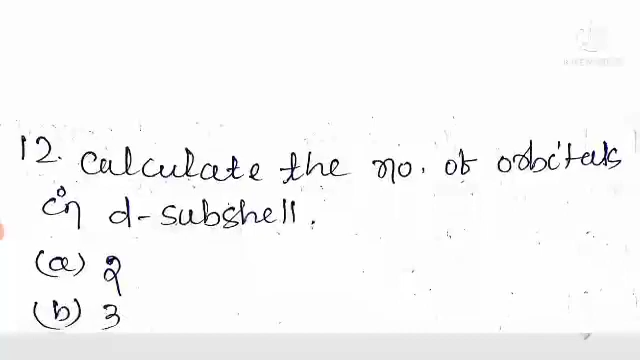 12. Calculate the no. of orbitals
in d-subshell.
(a) 2
(b) 3